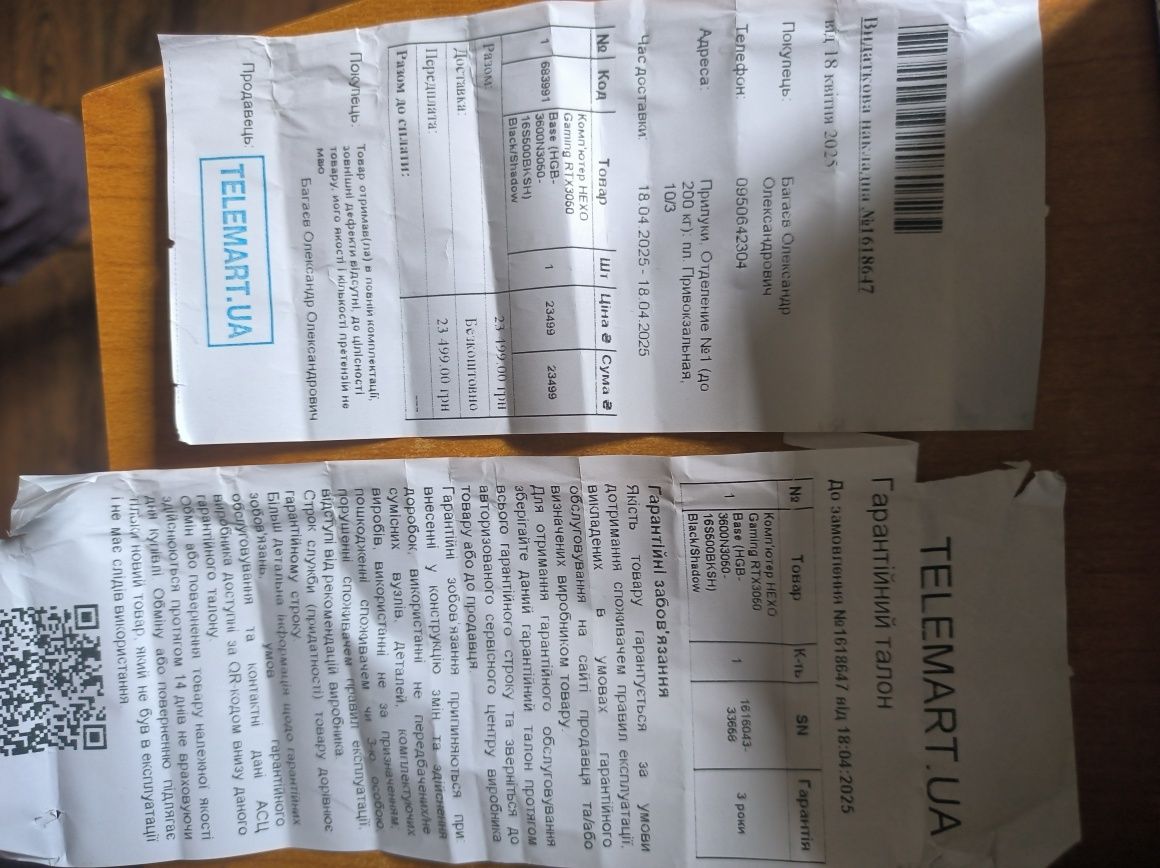 Видаткова накладна №1618647
від 18 квітня 2025
Покупець: Багаєв Олександр
Олександрович
Телефон: 0950642304
Адреса: Прилуки, Отделение №1 (до
200 кг): пл. Привокзальная,
10/3
Час доставки: 18.04.2025 - 18.04.2025
№ Код Товар Шт Ціна ₴ Сума ₴
Комп'ютер HEXO
Gaming RTX3060
1 683991 Base (HGB- 1 23499 23499
3600N3060-
16S500BKSH)
Black/Shadow
Разом: 23 499.00 грн
Доставка: Безкоштовно
Передплата: 23 499.00 грн
Разом до сплати: ---
Товар отримав(ла) в повній комплектації,
Покупець: зовнішні дефекти відсутні, до цілісності
товару, його якості і кількості претензій не
маю
Багаєв Олександр Олександрович
Продавець: TELEMART.UA
TELEMART.UA
Гарантійний талон
До замовлення №1618647 від 18:04:2025
№ Товар К-ть SN Гарантія
Комп'ютер HEXO
Gaming RTX3060
1 Base (HGB- 1 1616043- 3 роки
3600N3060- 33668
16S500BKSH)
Black/Shadow
Гарантійні забов'язання
Якість товару гарантується за умови
дотримання споживачем правил експлуатації,
викладених в умовах гарантійного
обслуговування на сайті продавця та/або
визначених виробником товару.
Для отримання гарантійного обслуговування
зберігайте даний гарантійний талон протягом
всього гарантійного строку та зверніться до
авторизованого сервісного центру виробника
товару або до продавця.
Гарантійні зобов'язання припиняються при:
внесенні у конструкцію змін та здійснення
доробок, використанні не передбачених/не
сумісних вузлів, деталей, комплектуючих
виробів, використанні не за призначенням;
пошкодженні споживачем чи 3-ю особою,
порушенні споживачем правил експлуатації,
відступі від рекомендацій виробника.
Строк служби (придатності) товару дорівнює
гарантійному строку.
Більш детальна інформація щодо гарантійних
зобов'язань, умов гарантійного
обслуговування та контактні дані АСЦ
виробника доступні за QR-кодом внизу даного
гарантійного талону.
Обмін або повернення товару належної якості
здійснюються протягом 14 днів не враховуючи
дня купівлі. Обміну або поверненню підлягає
тільки новий товар, який не був в експлуатації
і не має слідів використання